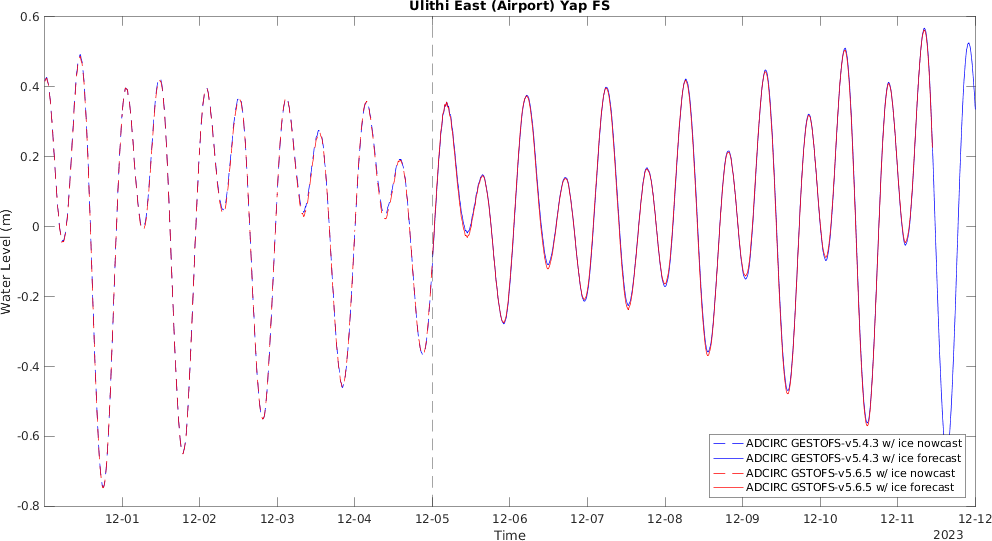 Ulithi East (Airport) Yap FS
0.6
0.4
0.2
0
-0.2
-0.4
-0.6
-0.8
Water Level (m)
12-01 12-02 12-03 12-04 12-05 12-06 12-07 12-08 12-09 12-10 12-11 12-12
Time
2023
ADCIRC GESTOFS-v5.4.3 w/ ice nowcast
ADCIRC GESTOFS-v5.4.3 w/ ice forecast
ADCIRC GSTOFS-v5.6.5 w/ ice nowcast
ADCIRC GSTOFS-v5.6.5 w/ ice forecast